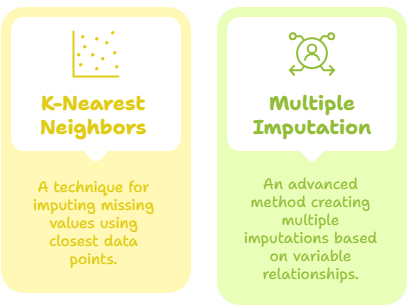 K-Nearest
Neighbors
A technique for
imputing missing
values using
closest data
points.
Multiple
Imputation
An advanced
method creating
multiple
imputations based
on variable
relationships.